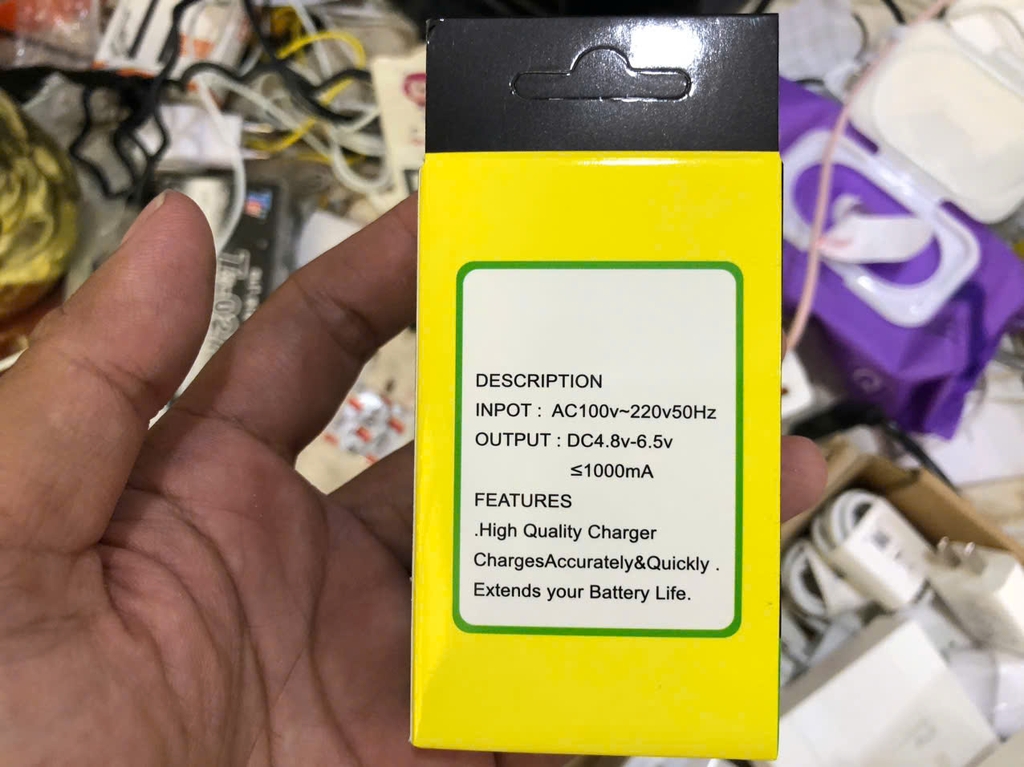 DESCRIPTION
INPOT : AC100v~220v50Hz
OUTPUT : DC4.8v-6.5v
≤1000mA
FEATURES
.High Quality Charger
ChargesAccurately&Quickly .
Extends your Battery Life.